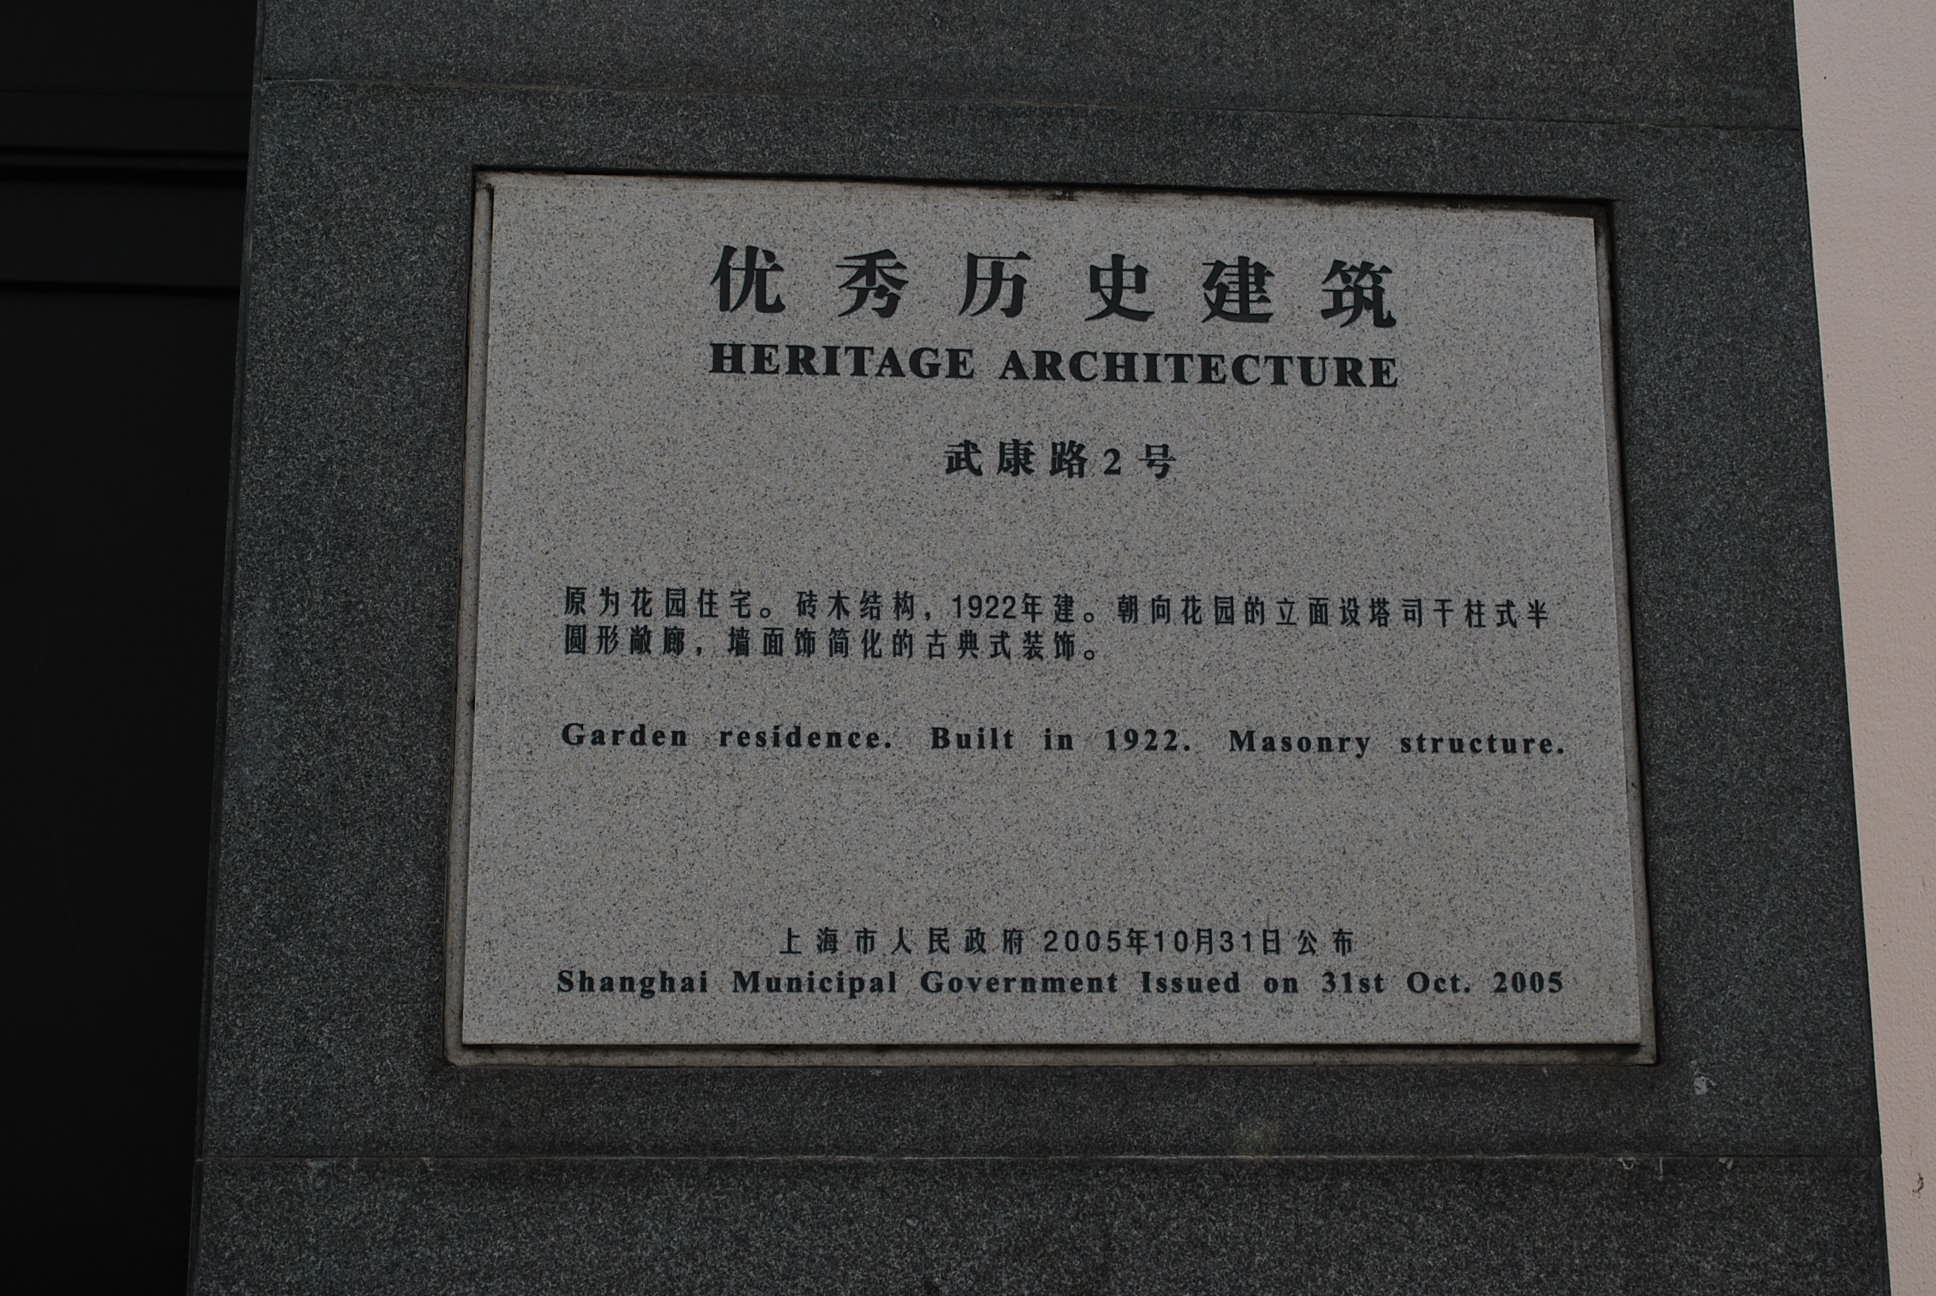 优秀历史建筑
HERITAGE ARCHITECTURE
武康路2号
原为花园住宅。砖木结构，1922年建。朝向花园的立面设塔司干柱式半
圆形敞廊，墙面饰简化的古典式装饰。
Garden residence. Built in 1922. Masonry structure.
上海市人民政府 2005年10月31日公布
Shanghai Municipal Government Issued on 31st Oct. 2005